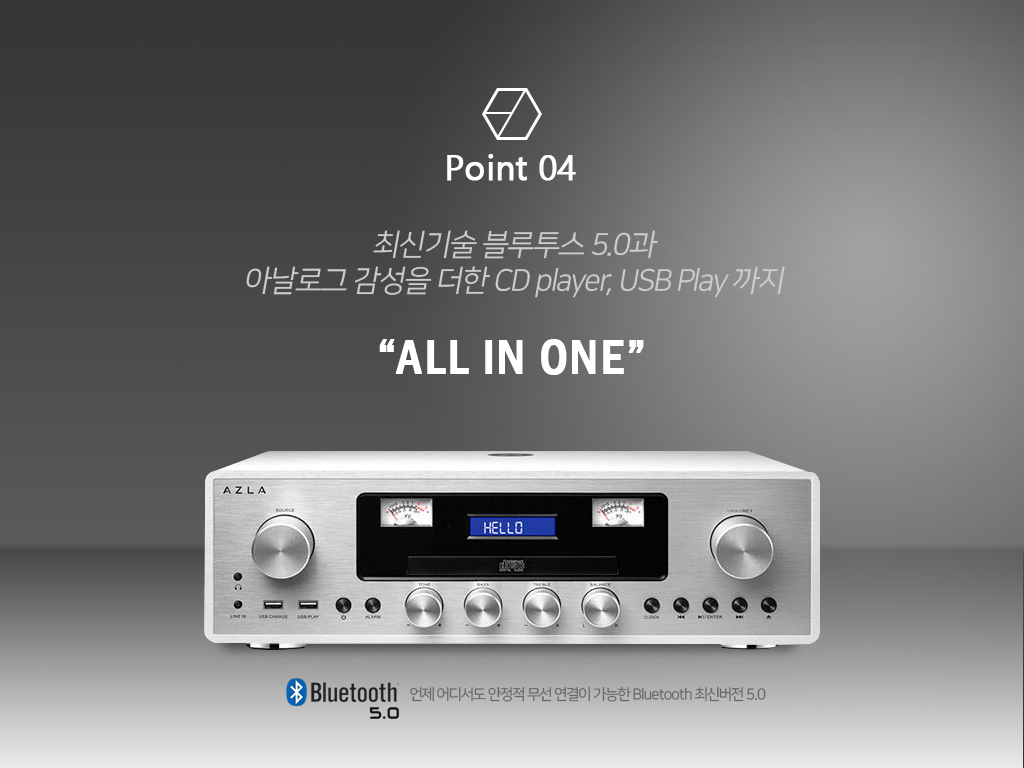 Point 04
최신기술 블루투스 5.0과
아날로그 감성을 더한 CD player, USB Play 까지
“ALL IN ONE”
AZLA
SOURCE
VU
VU
VOLUME
HELLO
TONE
BASS
TREBLE
BALANCE
LINE IN
USB CHARGE
USB PLAY
ALARM
CLOCK
/ENTER
Bluetooth 5.0
언제 어디서도 안정적 무선 연결이 가능한 Bluetooth 최신버전 5.0